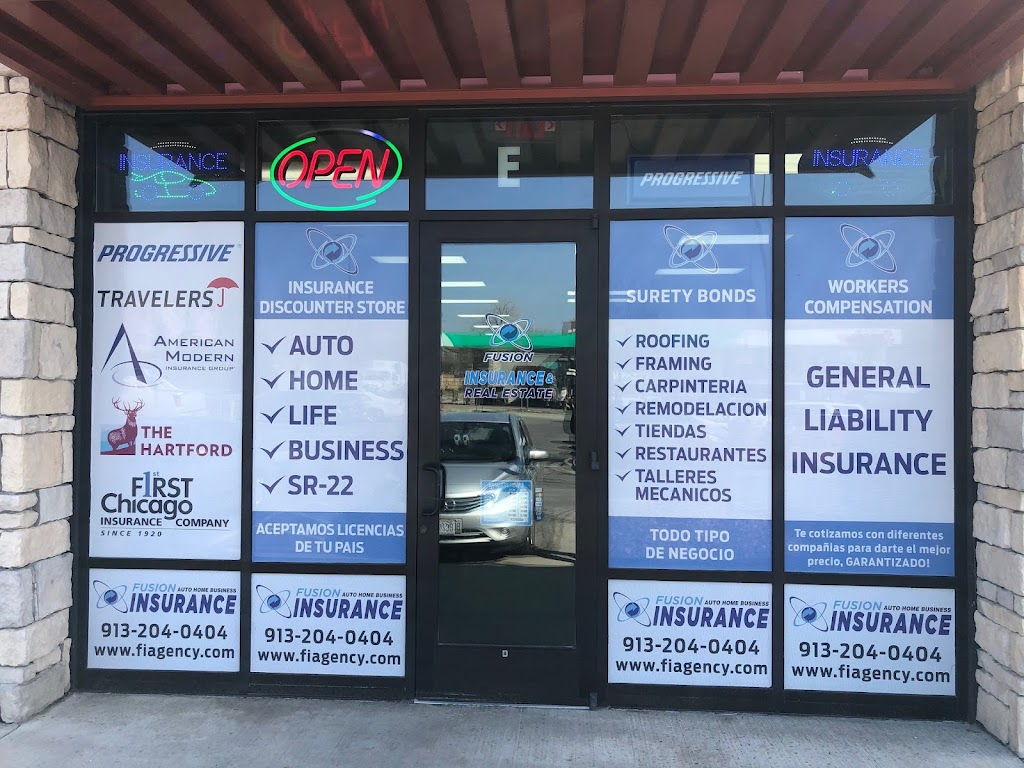 INSURANCE
OPEN
E
PROGRESSIVE
INSURANCE
PROGRESSIVE
TRAVELERS
AMERICAN
MODERN
INSURANCE GROUP
THE
HARTFORD
F1RST
st
Chicago
INSURANCE COMPANY
SINCE 1920
INSURANCE
DISCOUNTER STORE
AUTO
HOME
LIFE
BUSINESS
SR-22
ACEPTAMOS LICENCIAS
DE TU PAIS
FUSION
INSURANCE &
REAL ESTATE
SURETY BONDS
ROOFING
FRAMING
CARPINTERIA
REMODELACION
TIENDAS
RESTAURANTES
TALLERES
MECANICOS
TODO TIPO
DE NEGOCIO
WORKERS
COMPENSATION
GENERAL
LIABILITY
INSURANCE
Te cotizamos con diferentes
compañias para darte el mejor
precio, GARANTIZADO!
FUSION AUTO HOME BUSINESS
INSURANCE
913-204-0404
www.fiagency.com
FUSION AUTO HOME BUSINESS
INSURANCE
913-204-0404
www.fiagency.com
FUSION AUTO HOME BUSINESS
INSURANCE
913-204-0404
www.fiagency.com
FUSION AUTO HOME BUSINESS
INSURANCE
913-204-0404
www.fiagency.com